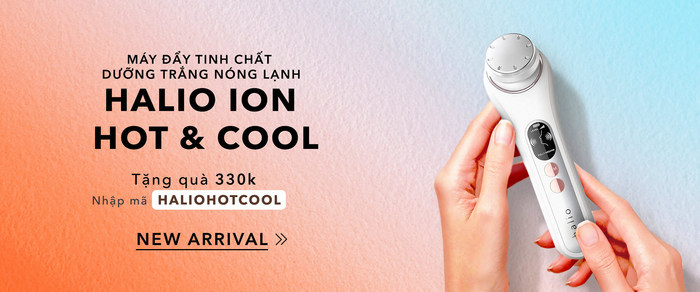 MÁY ĐẨY TINH CHẤT
DƯỠNG TRẮNG NÓNG LẠNH
HALIO ION
HOT & COOL
Tặng quà 330k
Nhập mã HALIOHOTCOOL
NEW ARRIVAL »
halio